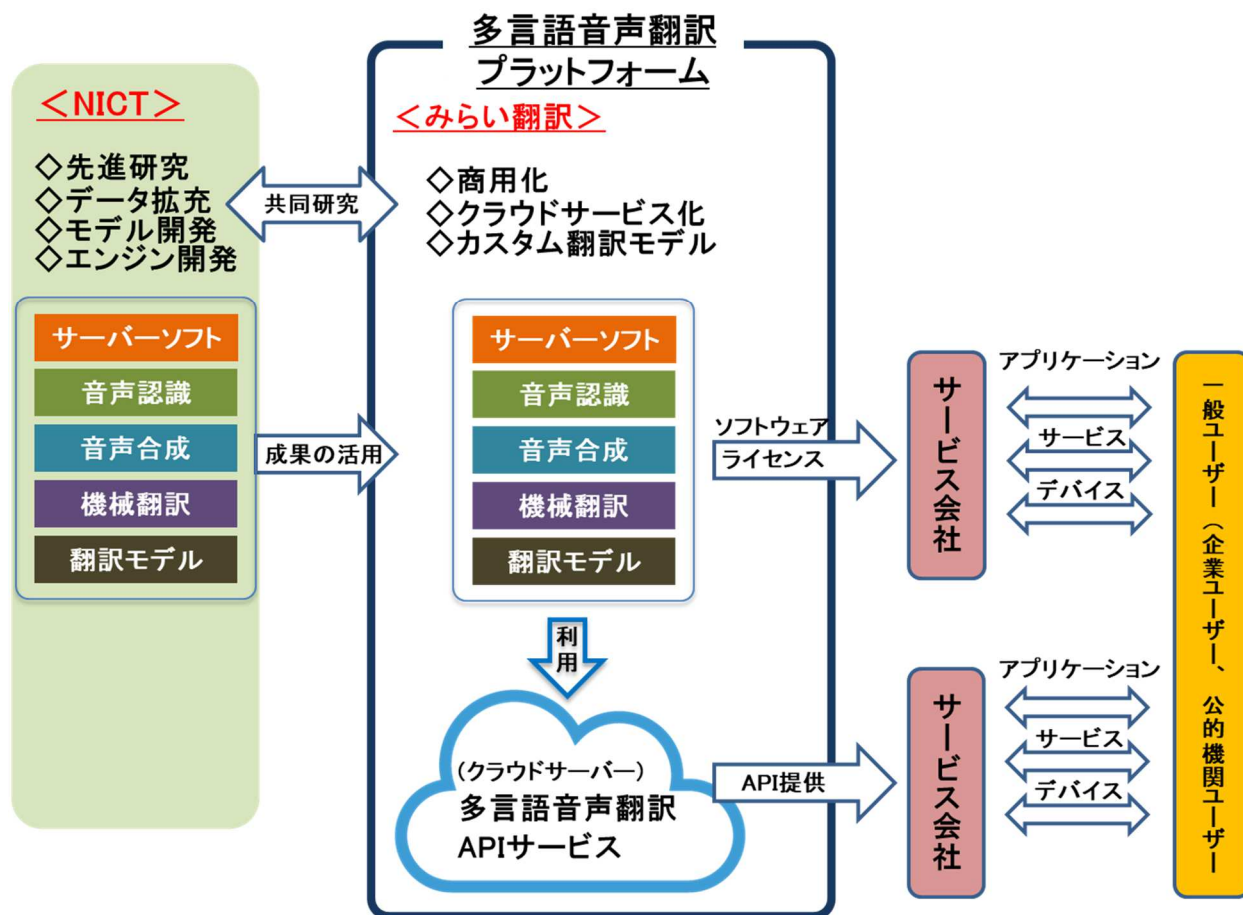 多言語音声翻訳
プラットフォーム
＜NICT＞
◇先進研究
◇データ拡充
◇モデル開発
◇エンジン開発
サーバーソフト
音声認識
音声合成
機械翻訳
翻訳モデル
共同研究
成果の活用
＜みらい翻訳＞
◇商用化
◇クラウドサービス化
◇カスタム翻訳モデル
サーバーソフト
音声認識
音声合成
機械翻訳
翻訳モデル
利
用
(クラウドサーバー)
多言語音声翻訳
APIサービス
ソフトウェア
ライセンス
API提供
サービス会社
アプリケーション
サービス
デバイス
サービス会社
アプリケーション
サービス
デバイス
一般ユーザー（企業ユーザー、公的機関ユーザー